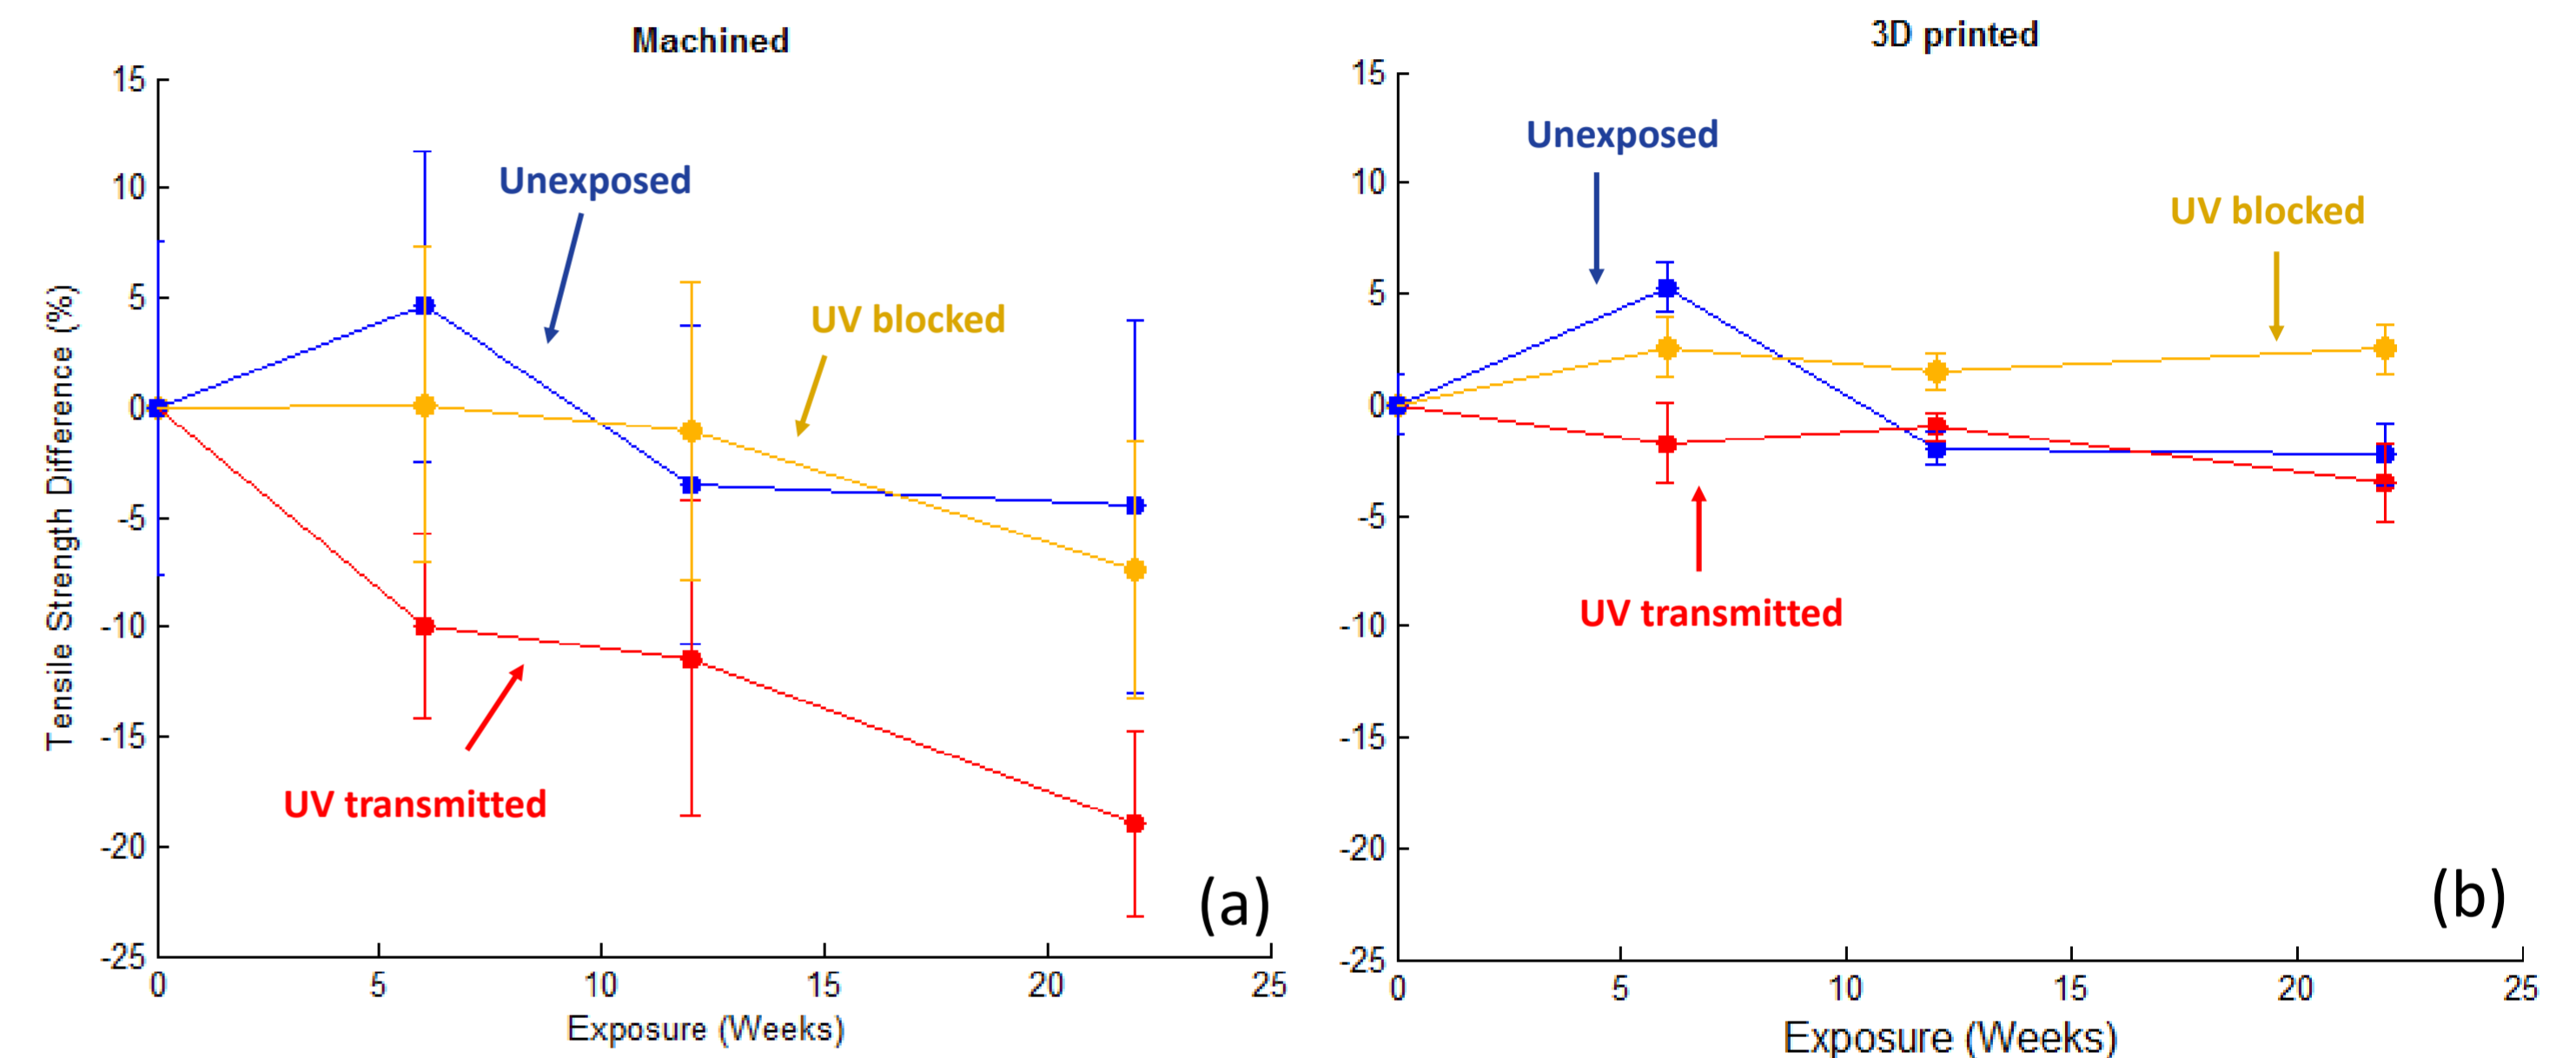 Machined
15
10
5
0
-5
-10
-15
-20
-25
Tensile Strength Difference (%)
Unexposed
UV blocked
UV transmitted
(a)
0 5 10 15 20 25
Exposure (Weeks)
3D printed
15
10
5
0
-5
-10
-15
-20
-25
Unexposed
UV blocked
UV transmitted
(b)
0 5 10 15 20 25
Exposure (Weeks)